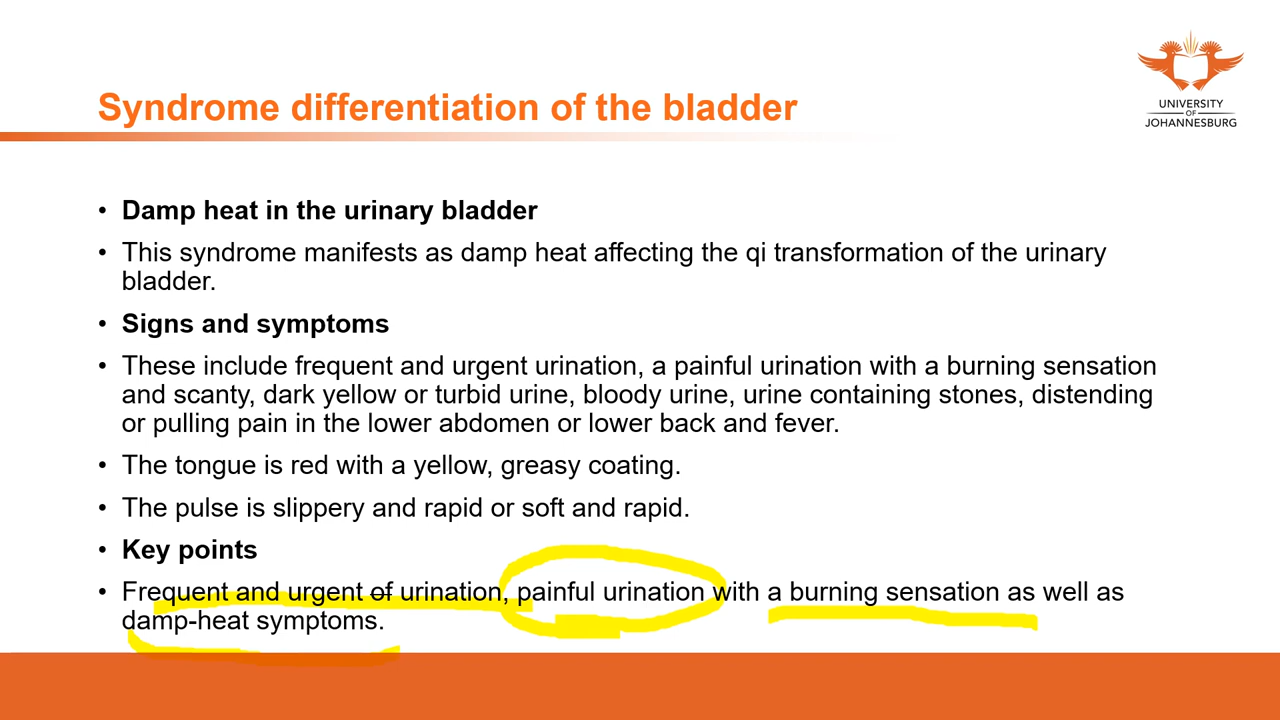 Syndrome differentiation of the bladder
UNIVERSITY
OF
JOHANNESBURG
• Damp heat in the urinary bladder
• This syndrome manifests as damp heat affecting the qi transformation of the urinary
bladder.
• Signs and symptoms
• These include frequent and urgent urination, a painful urination with a burning sensation
and scanty, dark yellow or turbid urine, bloody urine, urine containing stones, distending
or pulling pain in the lower abdomen or lower back and fever.
• The tongue is red with a yellow, greasy coating.
• The pulse is slippery and rapid or soft and rapid.
• Key points
• Frequent and urgent of urination, painful urination with a burning sensation as well as
damp-heat symptoms.